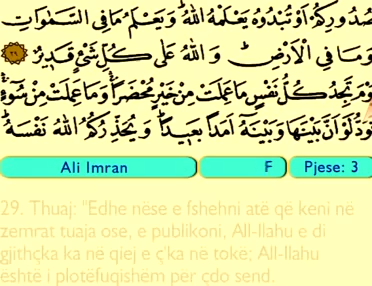 صُدُورِكُمْ اَوْ تُبْدُوهُ يَعْلَمْهُ اللّٰهُ وَيَعْلَمُ مَا فِي السَّمٰوَاتِ
وَمَا فِي الْاَرْضِ وَاللّٰهُ عَلٰى كُلِّ شَيْءٍ قَدِيرٌ ٢٩
يَوْمَ تَجِدُ كُلُّ نَفْسٍ مَا عَمِلَتْ مِنْ خَيْرٍ مُحْضَرًا وَمَا عَمِلَتْ مِنْ سُوءٍ
تَوَدُّ لَوْ اَنَّ بَيْنَهَا وَبَيْنَهُ اَمَدًا بَعِيدًا وَيُحَذِّرُكُمُ اللّٰهُ نَفْسَهُ
Ali Imran F Pjese: 3
29. Thuaj: "Edhe nëse e fshehni atë që keni në
zemrat tuaja ose, e publikoni, All-llahu e di
gjithçka ka në qiej e ç'ka në tokë; All-llahu
është i plotëfuqishëm për çdo send.